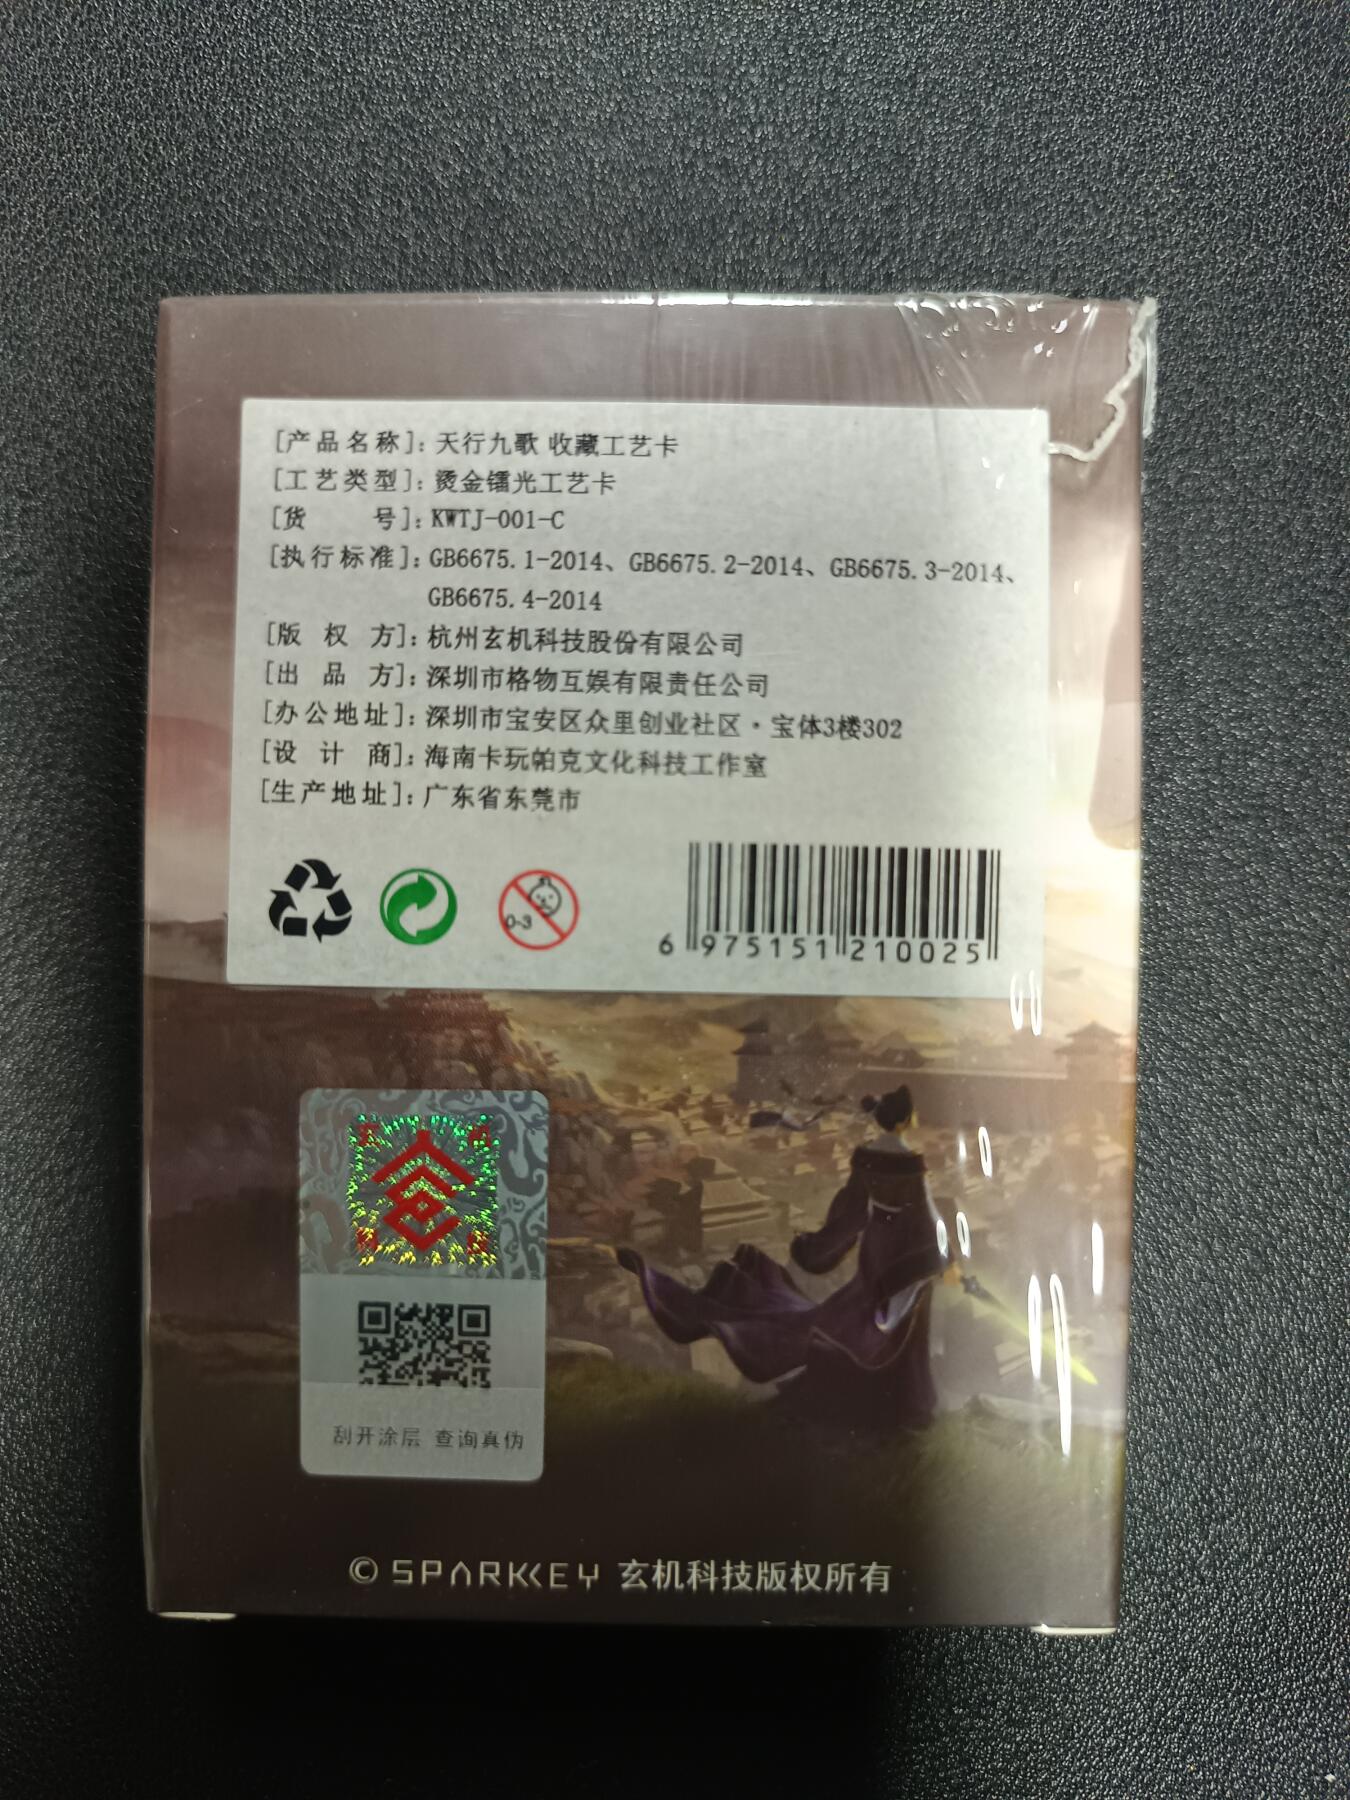 [产品名称]: 天行九歌 收藏工艺卡
[工艺类型]: 烫金镭光工艺卡
[货 号]: KWTJ-001-C
[执行标准]: GB6675.1-2014、GB6675.2-2014、GB6675.3-2014、
GB6675.4-2014
[版 权 方]: 杭州玄机科技股份有限公司
[出 品 方]: 深圳市格物互娱有限责任公司
[办公地址]: 深圳市宝安区众里创业社区·宝体3楼302
[设 计 商]: 海南卡玩帕克文化科技工作室
[生产地址]: 广东省东莞市
0-3
6 975151 210025
刮开涂层 查询真伪
© SPARKKEY 玄机科技版权所有